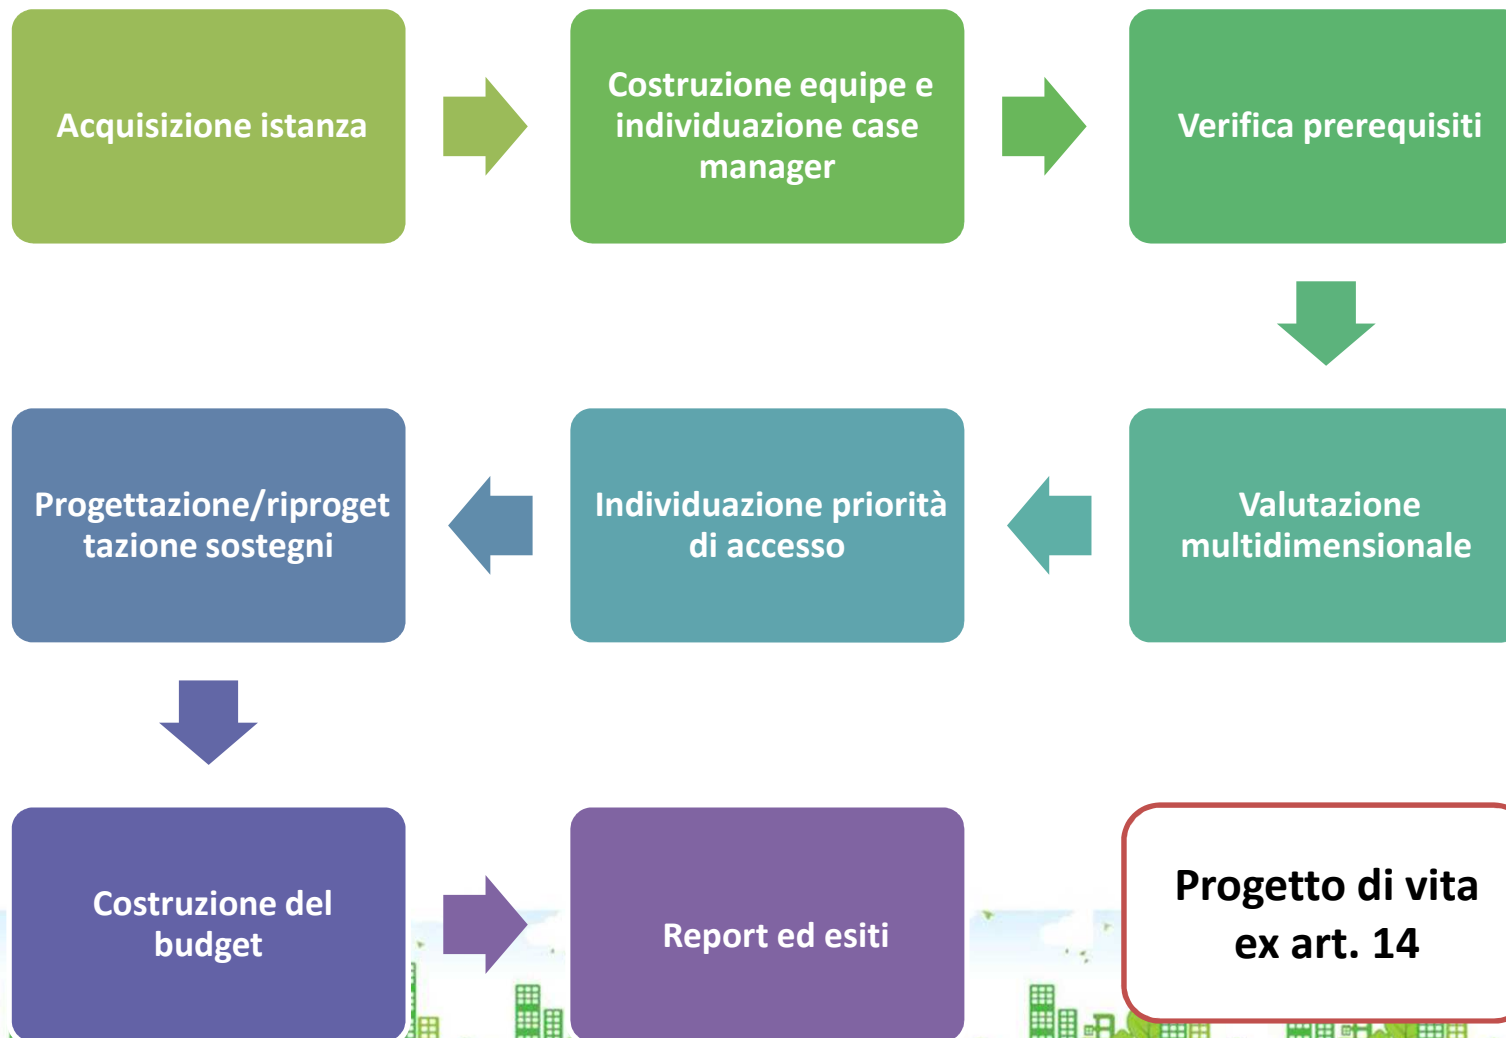 Acquisizione istanza
Costruzione equipe e
individuazione case
manager
Verifica prerequisiti
Progettazione/riproget
tazione sostegni
Individuazione priorità
di accesso
Valutazione
multidimensionale
Costruzione del
budget
Report ed esiti
Progetto di vita
ex art. 14